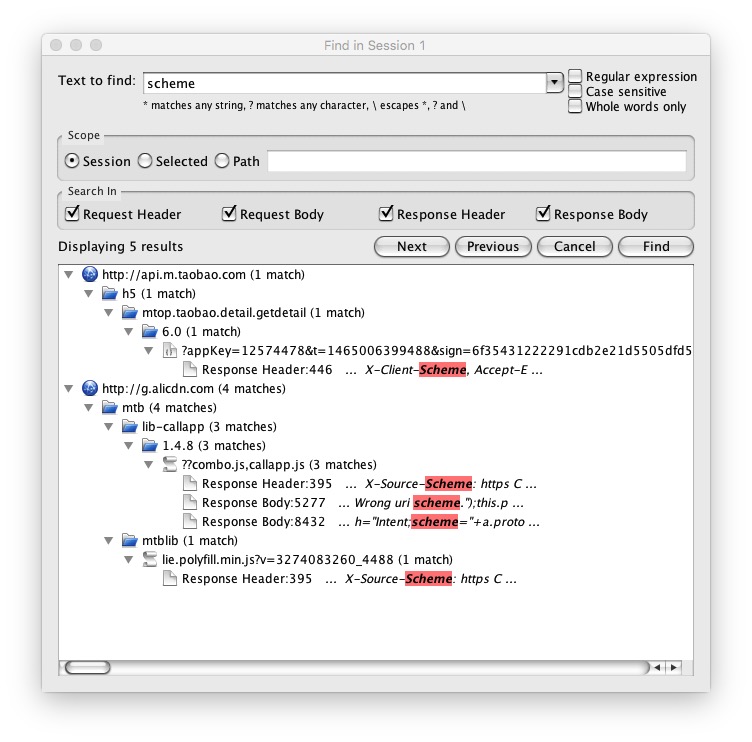 Find in Session 1
Text to find: scheme
* matches any string, ? matches any character, \ escapes *, ? and \
Regular expression
Case sensitive
Whole words only
Scope
Session Selected Path
Search In
Request Header Request Body Response Header Response Body
Displaying 5 results Next Previous Cancel Find
http://api.m.taobao.com (1 match)
h5 (1 match)
mtop.taobao.detail.getdetail (1 match)
6.0 (1 match)
?appKey=12574478&t=1465006399488&sign=6f35431222291cdb2e21d5505dfd5
Response Header:446 ... X-Client-Scheme, Accept-E ...
http://g.alicdn.com (4 matches)
mtb (4 matches)
lib-callapp (3 matches)
1.4.8 (3 matches)
??combo.js,callapp.js (3 matches)
Response Header:395 ... X-Source-Scheme: https C ...
Response Body:5277 ... Wrong uri scheme.");this.p ...
Response Body:8432 ... h="Intent;scheme="+a.proto ...
mtblib (1 match)
lie.polyfill.min.js?v=3274083260_4488 (1 match)
Response Header:395 ... X-Source-Scheme: https C ...